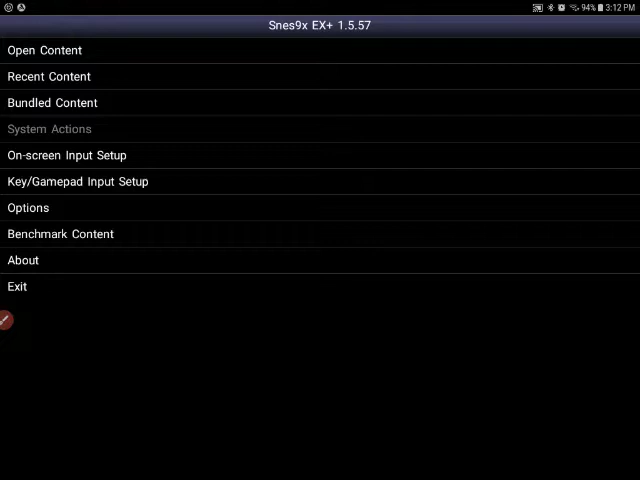 94% 3:12 PM
Snes9x EX+ 1.5.57
Open Content
Recent Content
Bundled Content
System Actions
On-screen Input Setup
Key/Gamepad Input Setup
Options
Benchmark Content
About
Exit